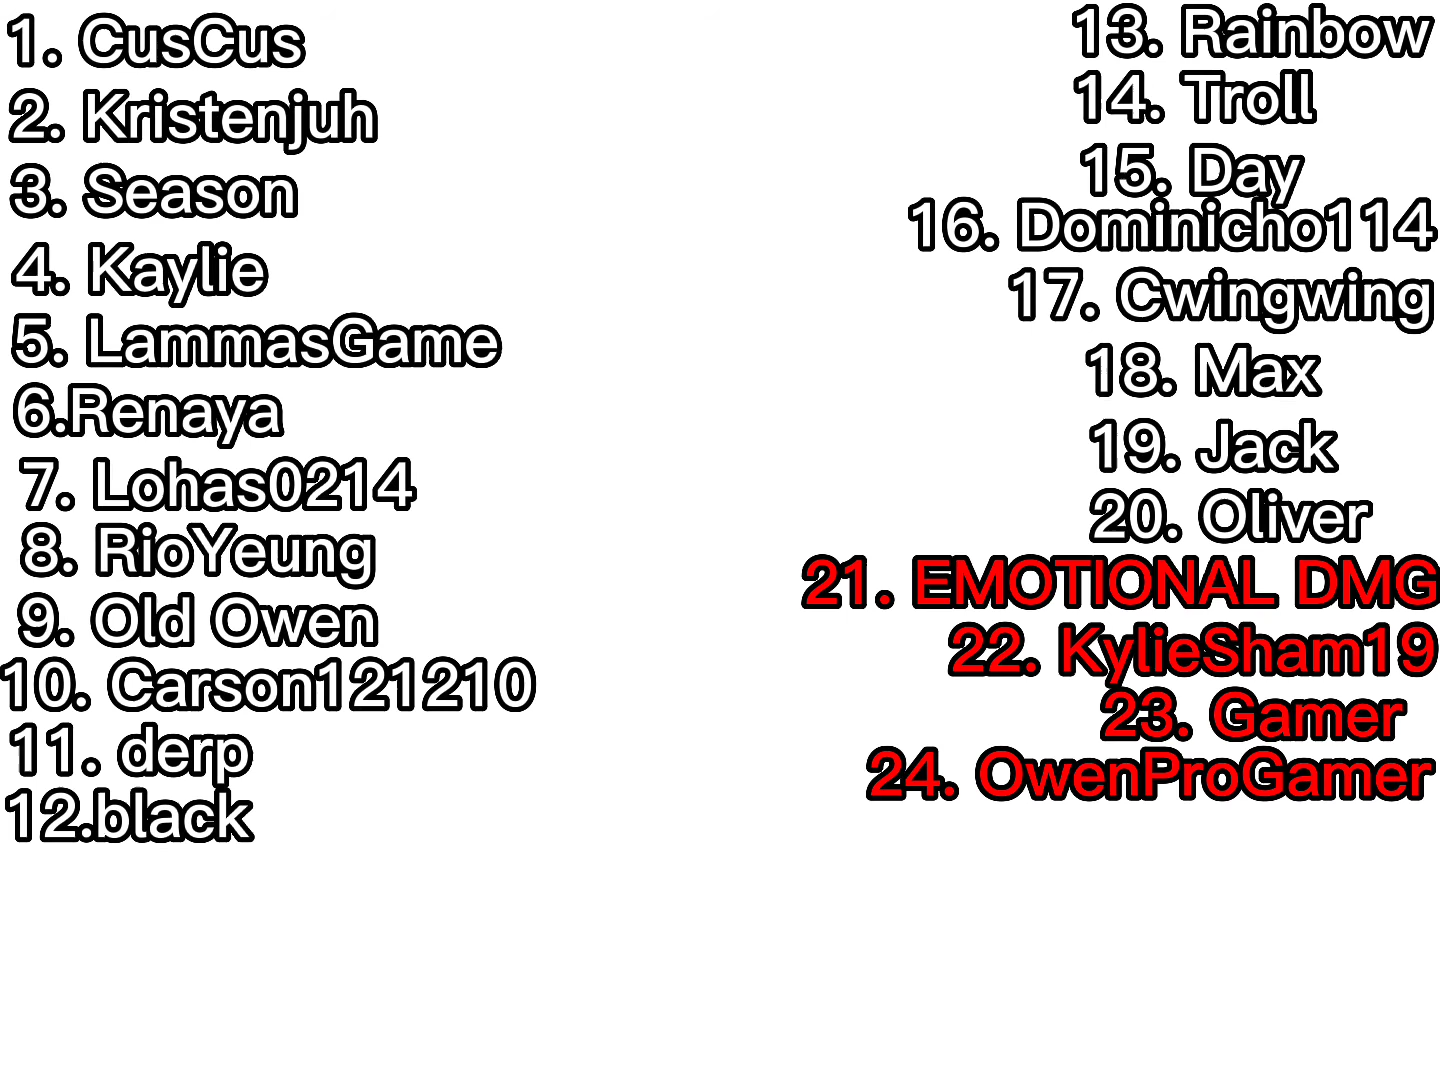 1. CusCus
2. Kristenjuh
3. Season
4. Kaylie
5. LammasGame
6.Renaya
7. Lohas0214
8. RioYeung
9. Old Owen
10. Carson121210
11. derp
12.black
13. Rainbow
14. Troll
15. Day
16. Dominicho114
17. Cwingwing
18. Max
19. Jack
20. Oliver
21. EMOTIONAL DMG
22. KylieSham19
23. Gamer
24. OwenProGamer